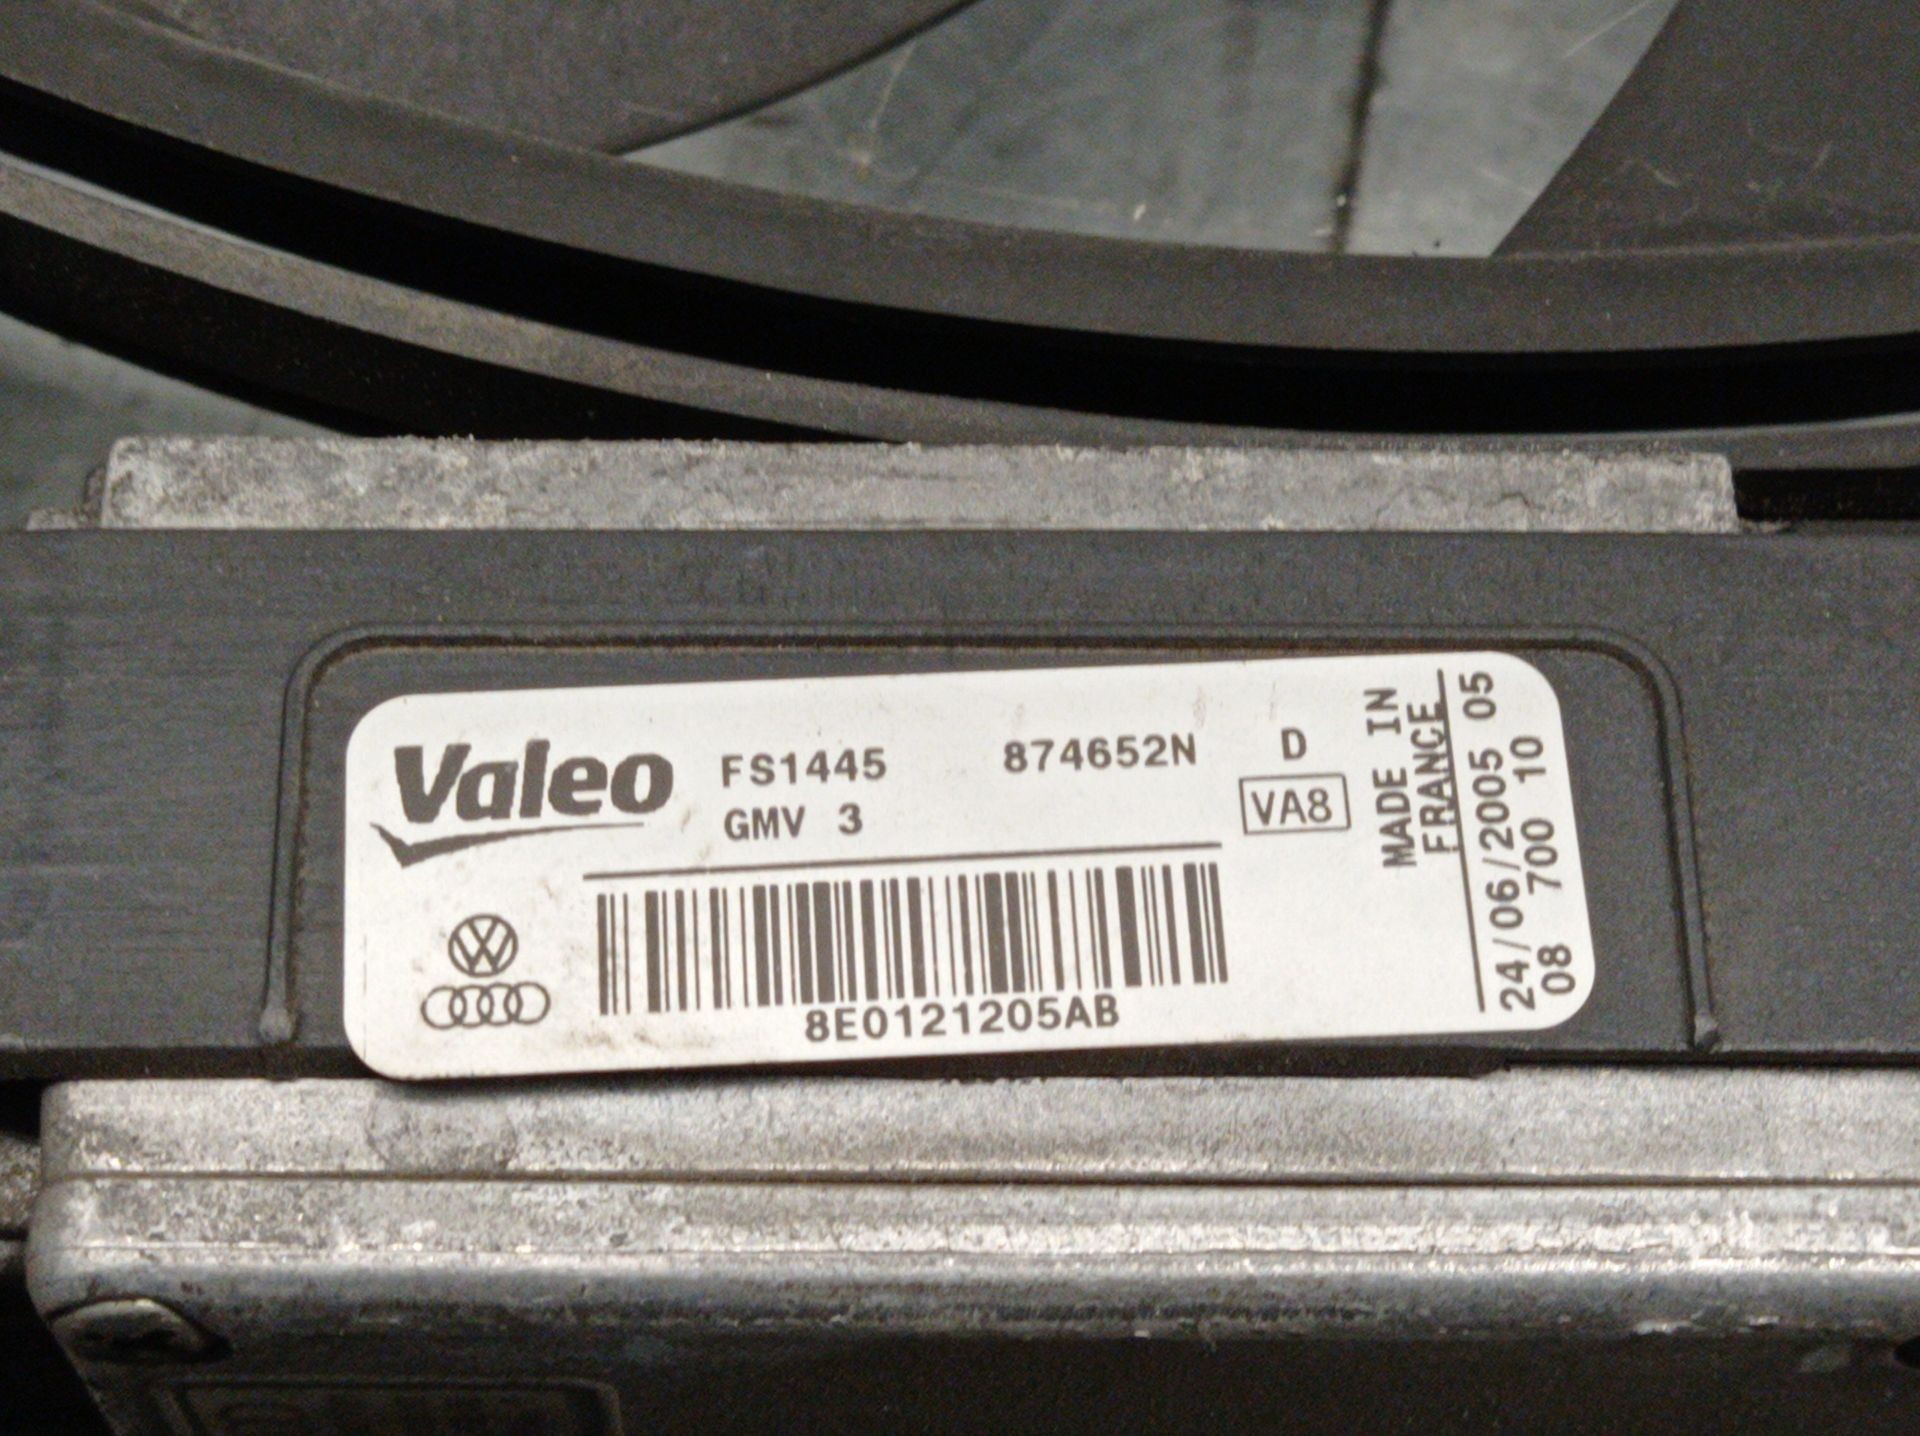 Valeo
FS1445 874652N D
GMV 3 VA8
8E0121205AB
MADE IN
FRANCE
24/06/2005 05
08 700 10